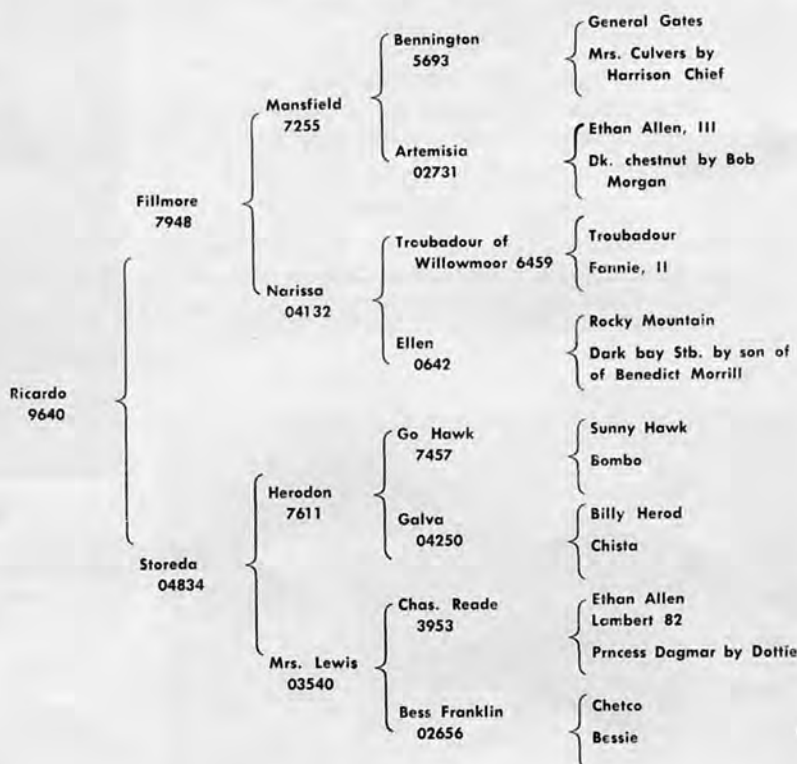 General Gates
Bennington
5693
Mrs. Culvers by
Harrison Chief
Mansfield
7255
Ethan Allen, III
Artemisia
02731
Dk. chestnut by Bob
Morgan
Fillmore
7948
Troubadour of
Willowmoor 6459
Troubadour
Fannie, II
Narissa
04132
Rocky Mountain
Ellen
0642
Dark bay Stb. by son of
of Benedict Morrill
Ricardo
9640
Go Hawk
7457
Sunny Hawk
Bombo
Herodon
7611
Galva
04250
Billy Herod
Chista
Storeda
04834
Chas. Reade
3953
Ethan Allen
Lambert 82
Prncess Dagmar by Dottie
Mrs. Lewis
03540
Bess Franklin
02656
Chetco
Bessie